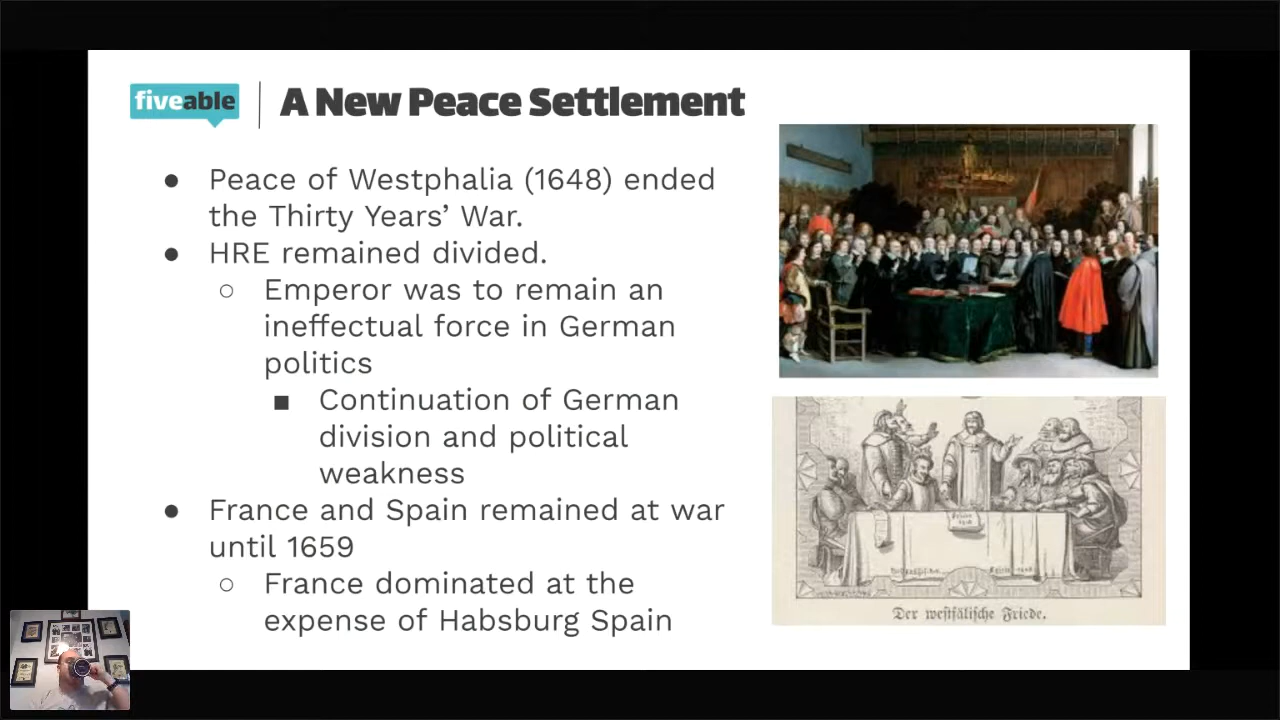 fiveable
A New Peace Settlement
● Peace of Westphalia (1648) ended
the Thirty Years’ War.
● HRE remained divided.
○ Emperor was to remain an
ineffectual force in German
politics
■ Continuation of German
division and political
weakness
● France and Spain remained at war
until 1659
○ France dominated at the
expense of Habsburg Spain
Der westfälische Friede.